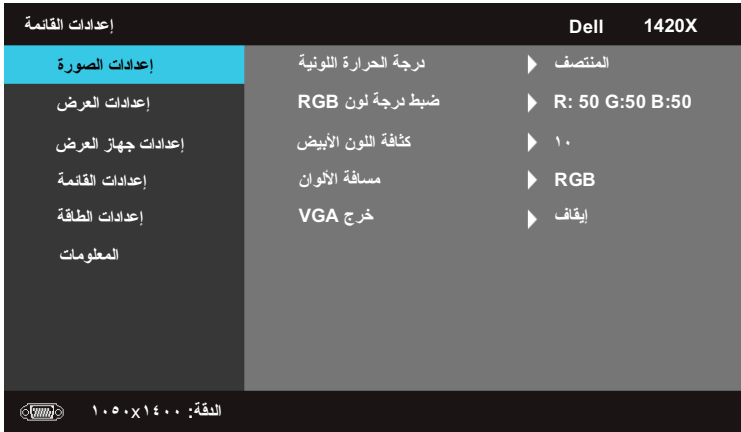 إعدادات القائمة
Dell 1420X
إعدادات الصورة
إعدادات العرض
إعدادات جهاز العرض
إعدادات القائمة
إعدادات الطاقة
المعلومات
درجة الحرارة اللونية المنتصف
ضبط درجة لون RGB R: 50 G:50 B:50
كثافة اللون الأبيض ١٠
مسافة الألوان RGB
خرج VGA إيقاف
الدقة: ١٤٠٠x١٠٥٠